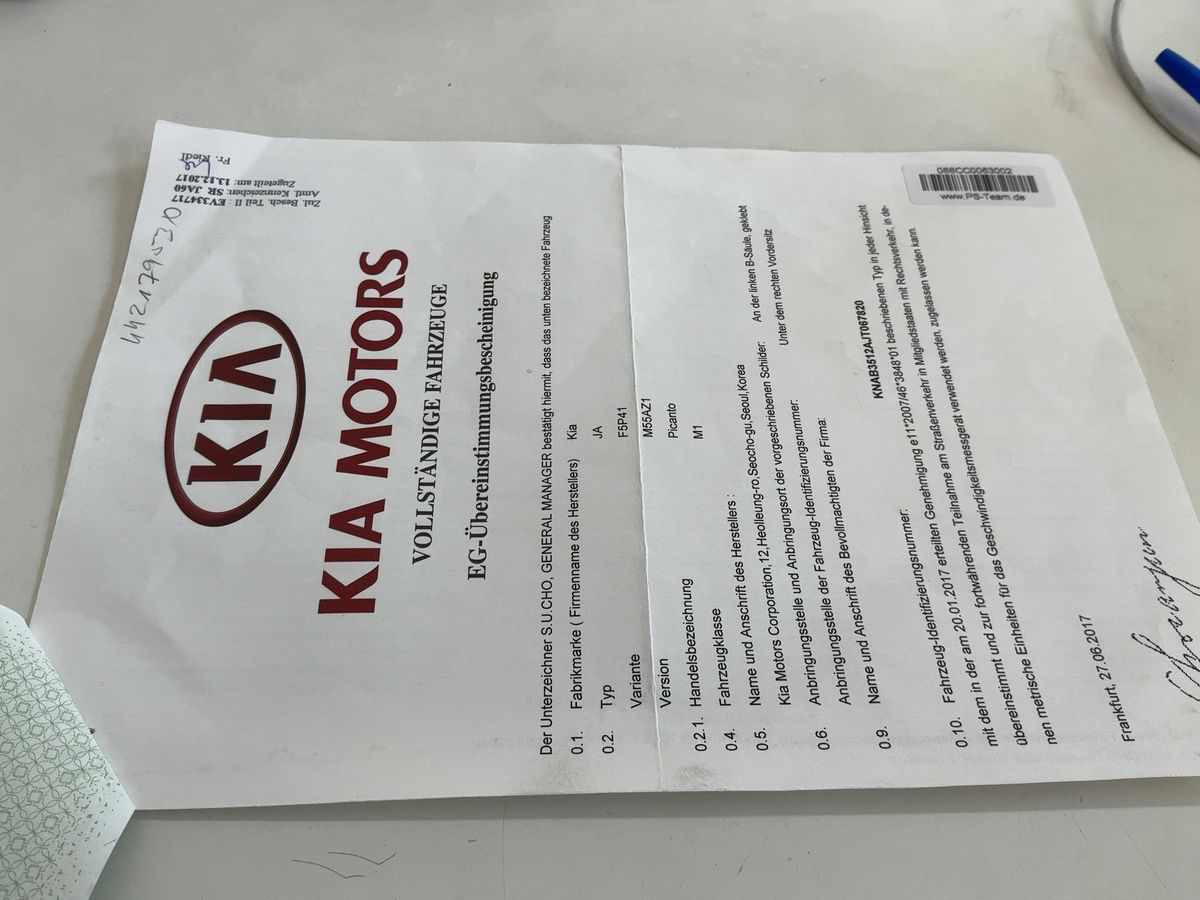 4421795310
Zul. Besch. Teil II : EV334717
Amtl. Kennzeichen: SR JA60
Zugeteilt am: 13.12.2017
Fr. Riedl
KIA
KIA MOTORS
VOLLSTÄNDIGE FAHRZEUGE
EG-Übereinstimmungsbescheinigung
Der Unterzeichner S.U.CHO, GENERAL MANAGER bestätigt hiermit, dass das unten bezeichnete Fahrzeug
0.1. Fabrikmarke ( Firmenname des Herstellers) Kia
0.2. Typ JA
Variante F5P41
Version M55AZ1
0.2.1. Handelsbezeichnung Picanto
0.4. Fahrzeugklasse M1
0.5. Name und Anschrift des Herstellers :
Kia Motors Corporation,12,Heolleung-ro,Seocho-gu,Seoul,Korea
0.6. Anbringungsstelle und Anbringungsort der vorgeschriebenen Schilder: An der linken B-Säule, geklebt
Anbringungsstelle der Fahrzeug-Identifizierungsnummer: Unter dem rechten Vordersitz
0.9. Name und Anschrift des Bevollmächtigten der Firma:
0.10. Fahrzeug-Identifizierungsnummer: KNAB3512AJT067820
mit dem in der am 20.01.2017 erteilten Genehmigung e11*2007/46*3848*01 beschriebenen Typ in jeder Hinsicht
übereinstimmt und zur fortwährenden Teilnahme am Straßenverkehr in Mitgliedstaaten mit Rechtsverkehr, in de-
nen metrische Einheiten für das Geschwindigkeitsmessgerät verwendet werden, zugelassen werden kann.
Frankfurt, 27.06.2017
088CC0063002
www.PS-Team.de